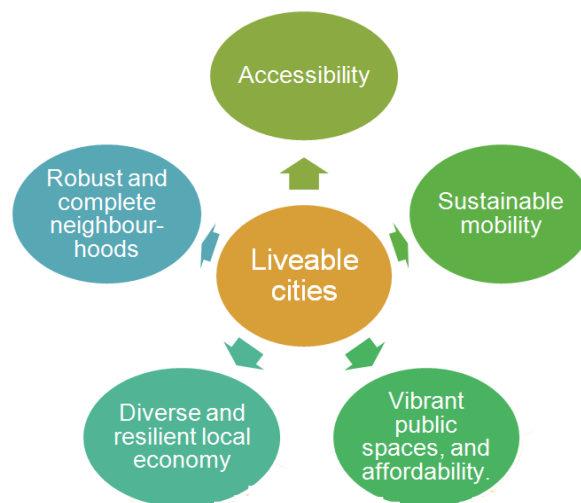 Accessibility
Robust and
complete
neighbour-
hoods
Sustainable
mobility
Liveable
cities
Diverse and
resilient local
economy
Vibrant
public
spaces, and
affordability.